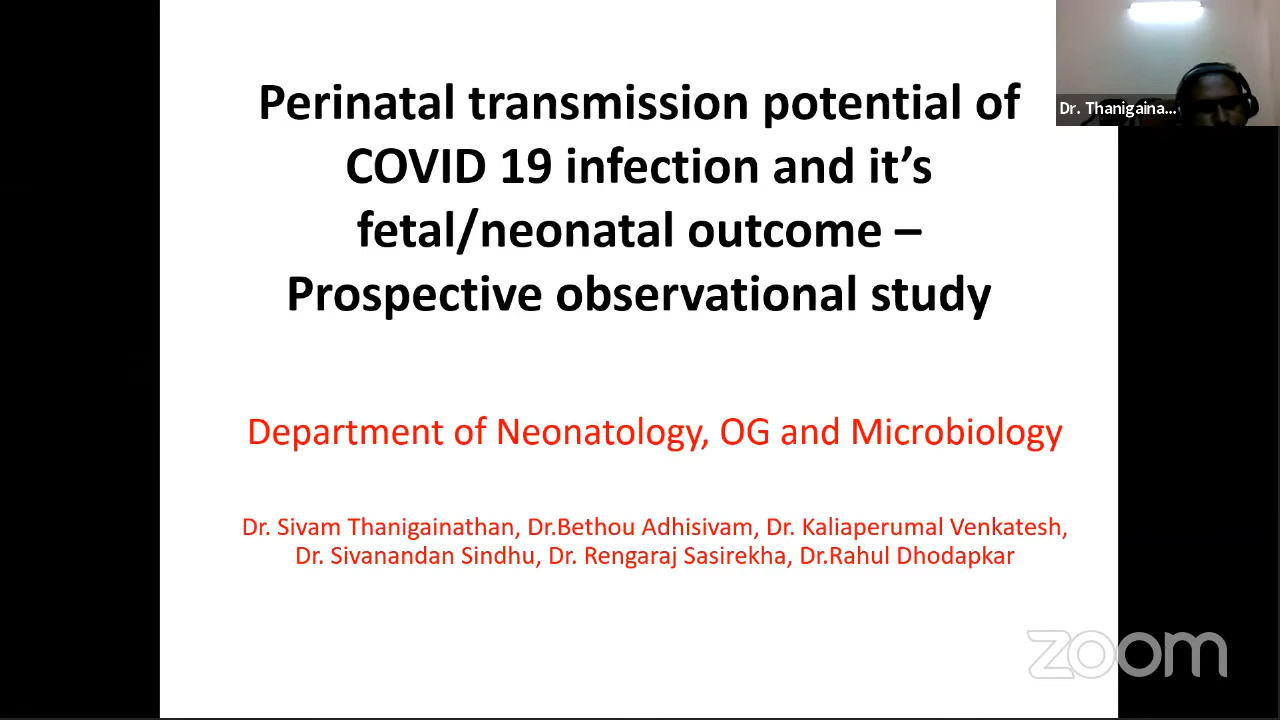 Perinatal transmission potential of
COVID 19 infection and it’s
fetal/neonatal outcome –
Prospective observational study
Dr. Thanigaina...
Department of Neonatology, OG and Microbiology
Dr. Sivam Thanigainathan, Dr.Bethou Adhisivam, Dr. Kaliaperumal Venkatesh,
Dr. Sivanandan Sindhu, Dr. Rengaraj Sasirekha, Dr.Rahul Dhodapkar
zoom